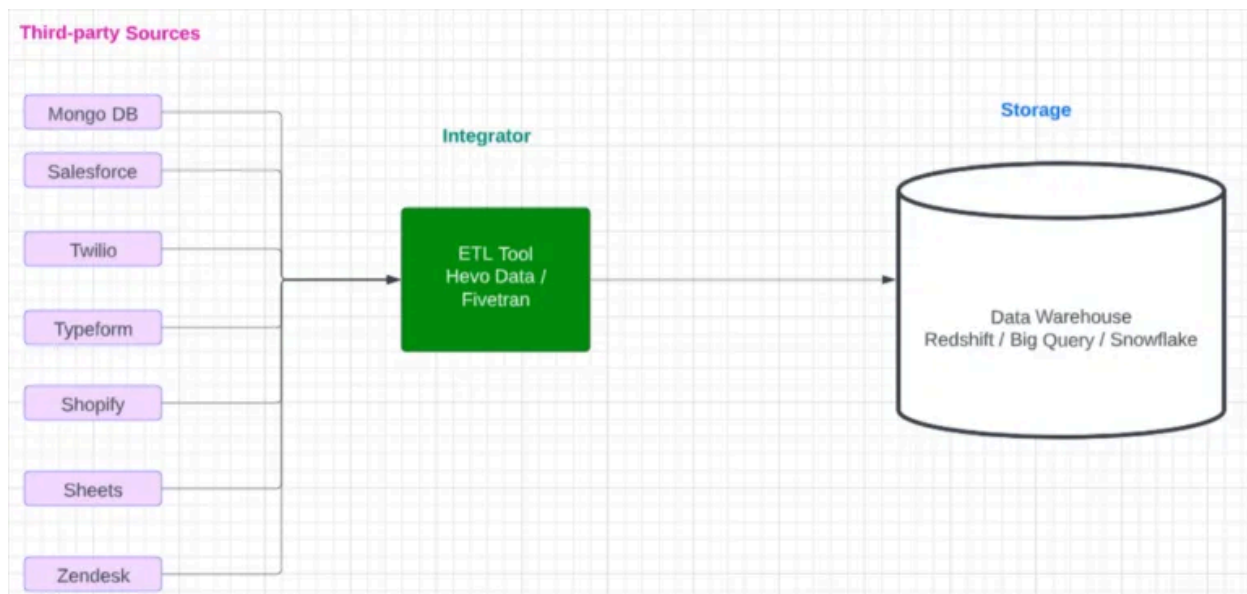 Third-party Sources
Mongo DB
Salesforce
Twilio
Typeform
Shopify
Sheets
Zendesk
Integrator
ETL Tool
Hevo Data /
Fivetran
Storage
Data Warehouse
Redshift / Big Query / Snowflake